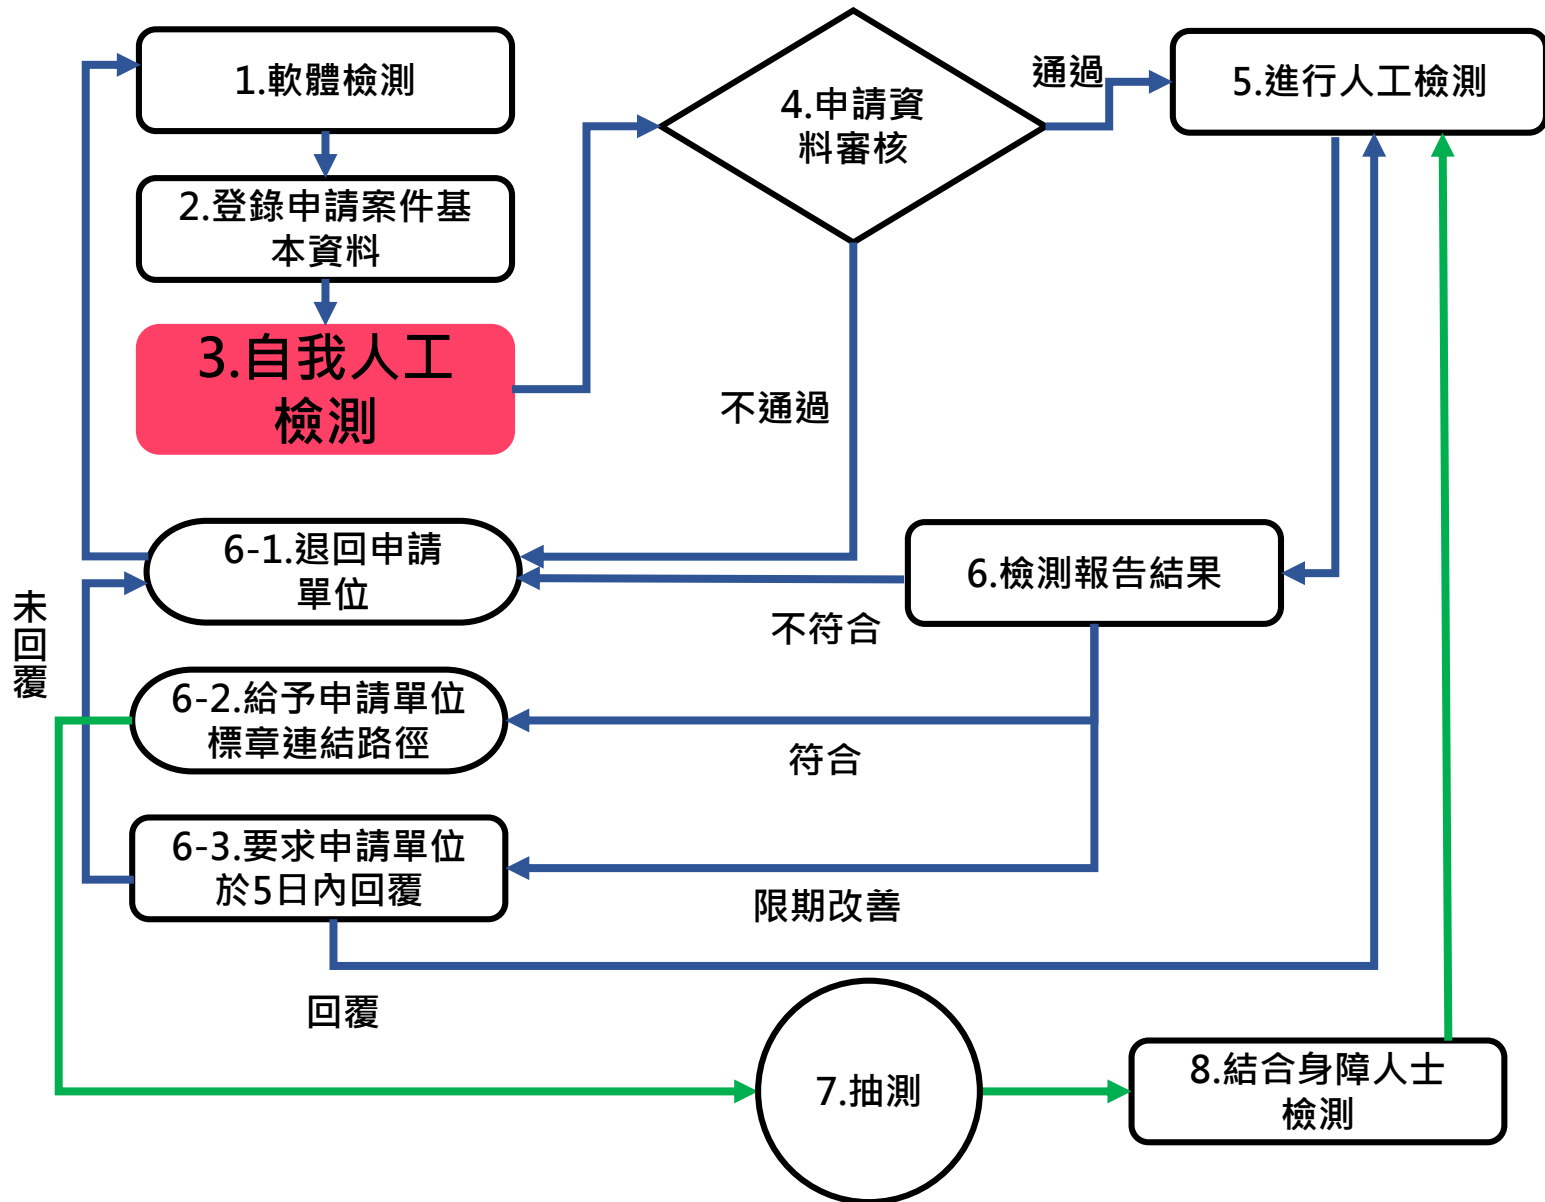 1.軟體檢測
2.登錄申請案件基
本資料
3.自我人工
檢測
4.申請資
料審核
通過
5.進行人工檢測
不通過
6-1.退回申請
單位
6.檢測報告結果
不符合
未
回
覆
6-2.給予申請單位
標章連結路徑
符合
6-3.要求申請單位
於5日內回覆
限期改善
回覆
7.抽測
8.結合身障人士
檢測